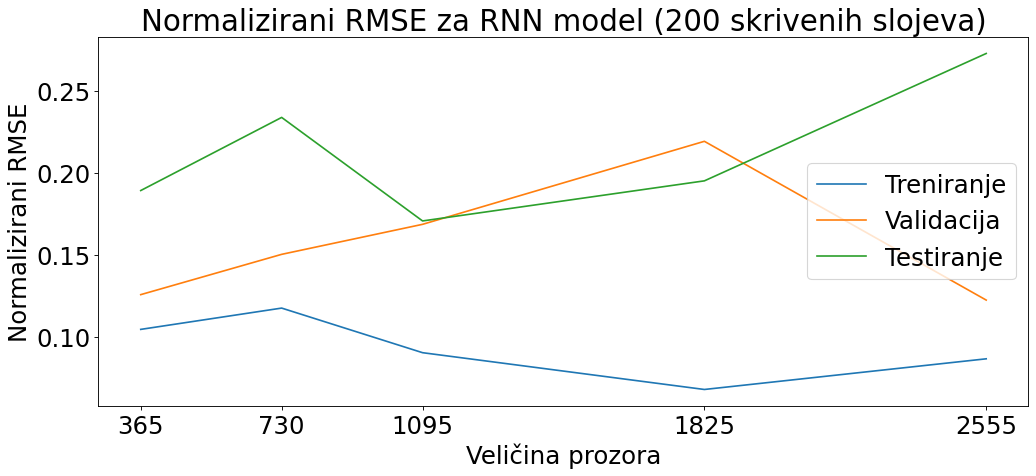 Normalizirani RMSE za RNN model (200 skrivenih slojeva)
Normalizirani RMSE
0.25
0.20
0.15
0.10
Treniranje
Validacija
Testiranje
365 730 1095 1825 2555
Veličina prozora